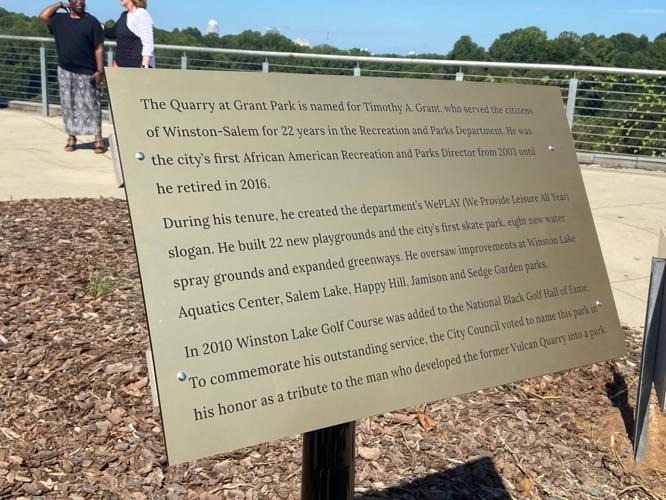 The Quarry at Grant Park is named for Timothy A. Grant, who served the citizens
of Winston-Salem for 22 years in the Recreation and Parks Department. He was
the city's first African American Recreation and Parks Director from 2003 until
he retired in 2016.
During his tenure, he created the department's WePLAY (We Provide Leisure All Year)
slogan. He built 22 new playgrounds and the city's first skate park, eight new water
spray grounds and expanded greenways. He oversaw improvements at Winston Lake
Aquatics Center, Salem Lake, Happy Hill, Jamison and Sedge Garden parks.
In 2010 Winston Lake Golf Course was added to the National Black Golf Hall of Fame.
To commemorate his outstanding service, the City Council voted to name this park in
his honor as a tribute to the man who developed the former Vulcan Quarry into a park.